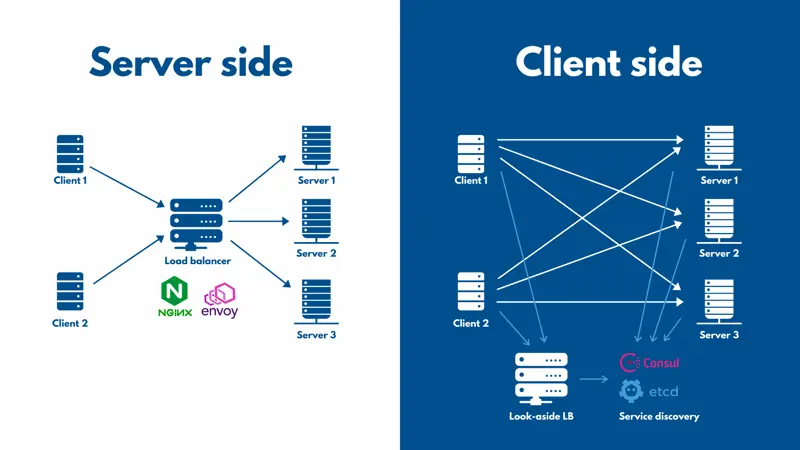 Server side
Client 1
Client 2
Load balancer
NGINX
envoy
Server 1
Server 2
Server 3
Client side
Client 1
Client 2
Server 1
Server 2
Server 3
Look-aside LB
Consul
etcd
Service discovery